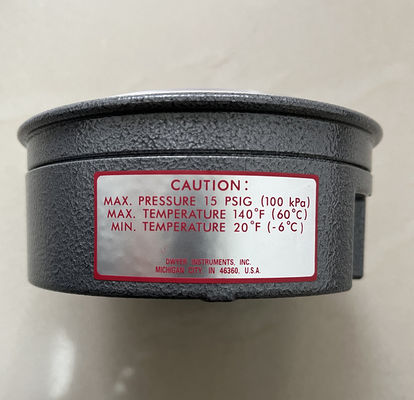 CAUTION:
MAX. PRESSURE 15 PSIG (100 kPa)
MAX. TEMPERATURE 140°F (60°C)
MIN. TEMPERATURE 20°F (-6°C)
DWYER INSTRUMENTS, INC.
MICHIGAN CITY, IN 46360, U.S.A.